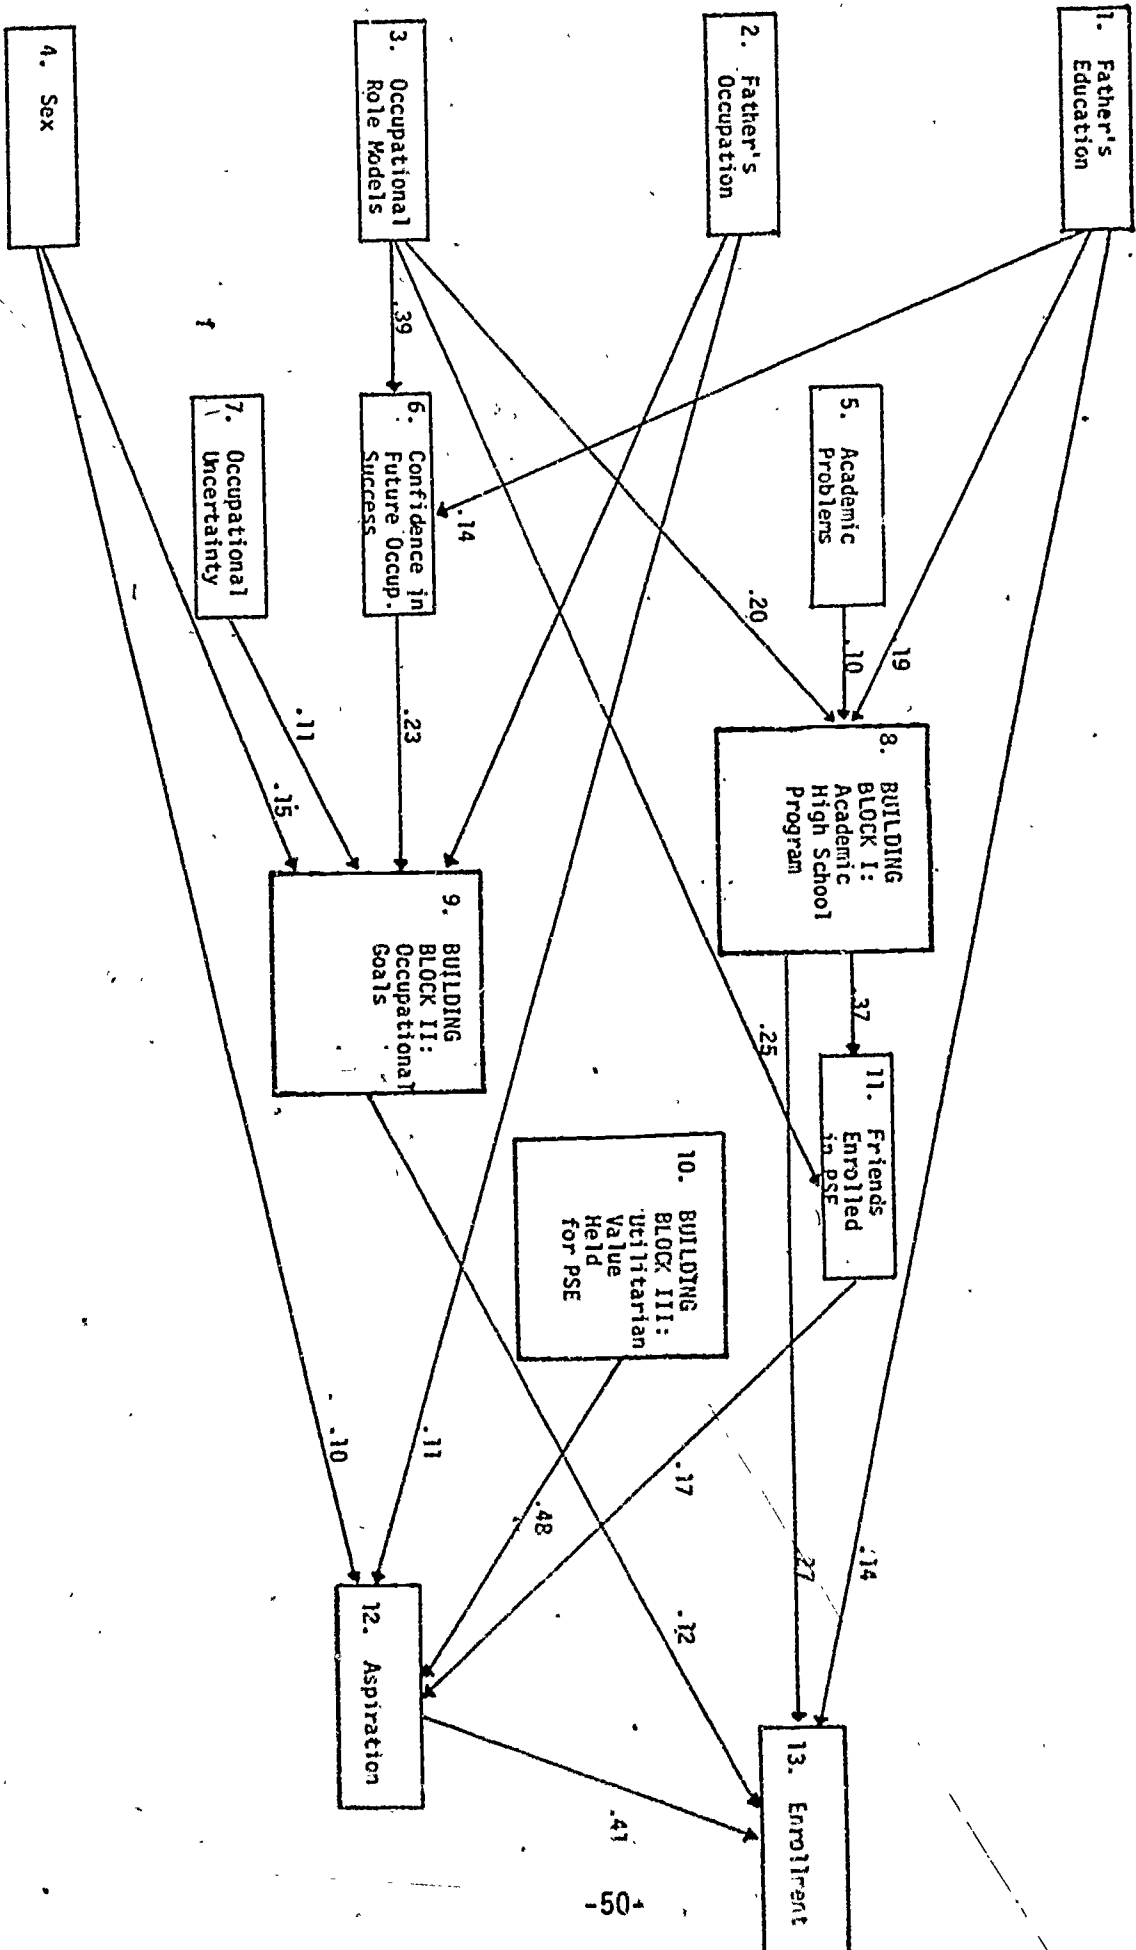 1. Father's
Education
2. Father's
Occupation
3. Occupational
Role Models
4. Sex
5. Academic
Problems
6. Confidence in
Future Occup.
Success
7. Occupational
Uncertainty
8. BUILDING
BLOCK I:
Academic
High School
Program
9. BUILDING
BLOCK II:
Occupational
Goals
10. BUILDING
BLOCK III:
Utilitarian
Value
Held
for PSE
11. Friends
Enrolled
in PSE
12. Aspiration
13. Enrollment
.39
.14
.20
.10
.19
.23
.11
.15
.37
.25
.27
.14
.17
.48
.12
.11
.10
.41
-50-